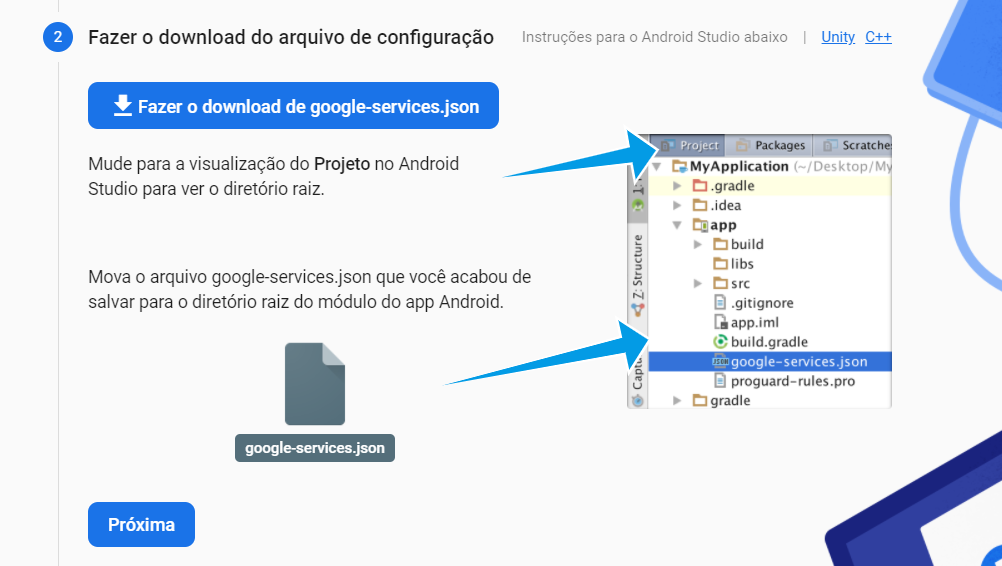 2
Fazer o download do arquivo de configuração
Instruções para o Android Studio abaixo | Unity C++
Fazer o download de google-services.json
Mude para a visualização do Projeto no Android
Studio para ver o diretório raiz.
Mova o arquivo google-services.json que você acabou de
salvar para o diretório raiz do módulo do app Android.
google-services.json
Project Packages Scratches
MyApplication (~/Desktop/My
.gradle
.idea
app
build
libs
src
.gitignore
app.iml
build.gradle
google-services.json
proguard-rules.pro
gradle
1:
Z: Structure
Captu
Próxima